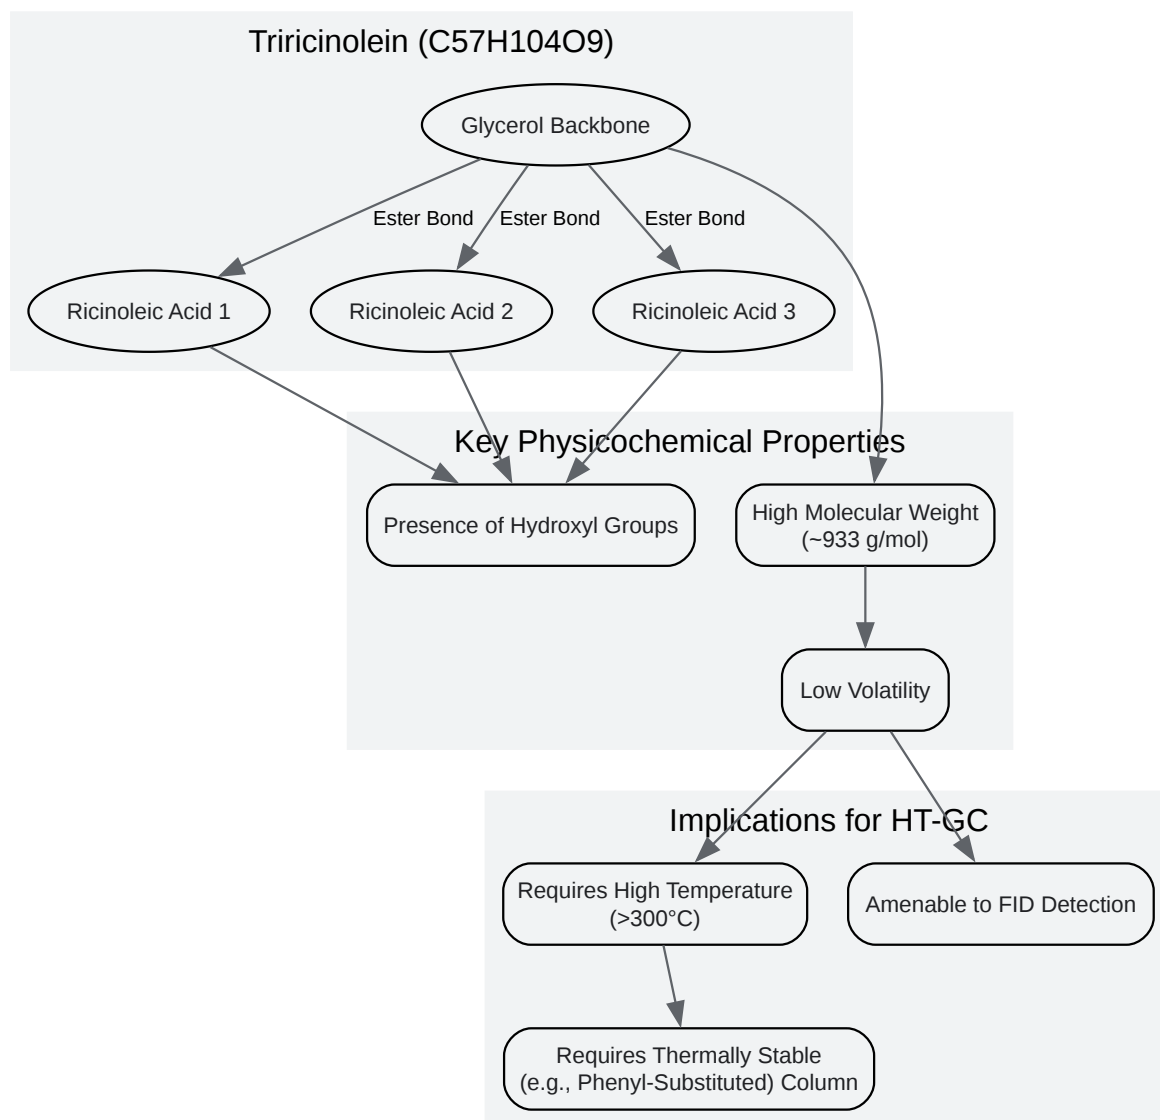 Triricinolein (C57H104O9)
Glycerol Backbone
Ester Bond
Ester Bond
Ester Bond
Ricinoleic Acid 1
Ricinoleic Acid 2
Ricinoleic Acid 3
Key Physicochemical Properties
Presence of Hydroxyl Groups
High Molecular Weight
(~933 g/mol)
Low Volatility
Implications for HT-GC
Requires High Temperature
(>300°C)
Amenable to FID Detection
Requires Thermally Stable
(e.g., Phenyl-Substituted) Column